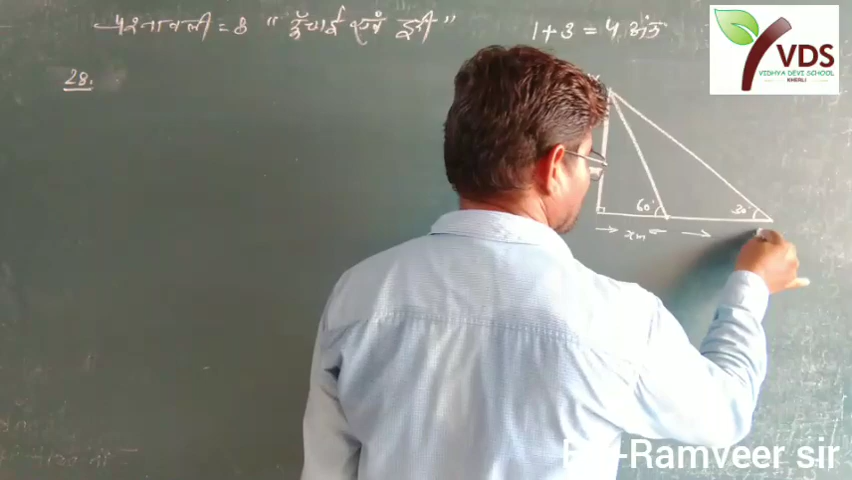 प्रश्नावली = 8 " ऊँचाई एवं दूरी "
1 + 3 = 4 अंक
28.
60°
30°
x m
VDS
VIDHYA DEVI SCHOOL
KHERLI
-Ramveer sir